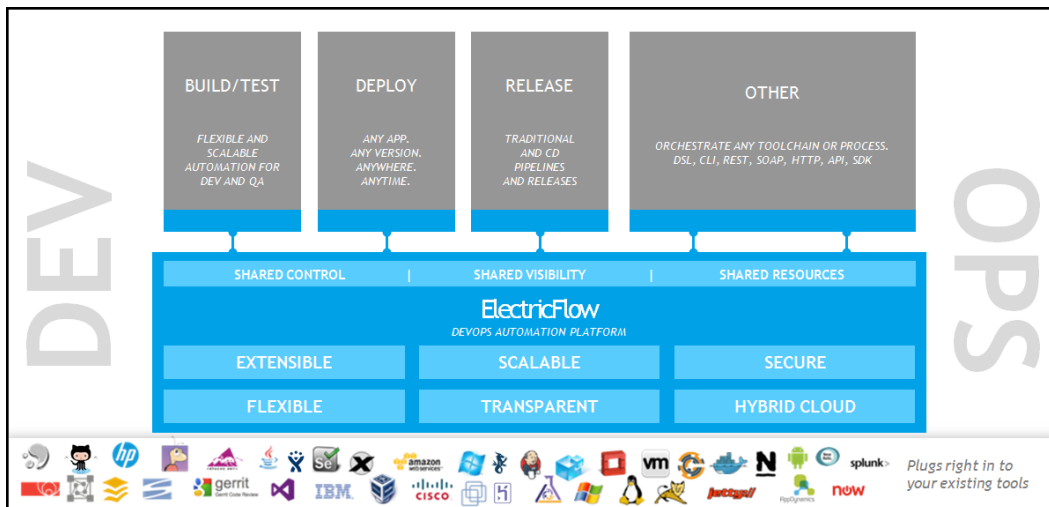 DEV
BUILD/TEST
FLEXIBLE AND
SCALABLE
AUTOMATION FOR
DEV AND QA
DEPLOY
ANY APP.
ANY VERSION.
ANYWHERE.
ANYTIME.
RELEASE
TRADITIONAL
AND CD
PIPELINES
AND RELEASES
OTHER
ORCHESTRATE ANY TOOLCHAIN OR PROCESS.
DSL, CLI, REST, SOAP, HTTP, API, SDK
OPS
SHARED CONTROL | SHARED VISIBILITY | SHARED RESOURCES
ElectricFlow
DEVOPS AUTOMATION PLATFORM
EXTENSIBLE
SCALABLE
SECURE
FLEXIBLE
TRANSPARENT
HYBRID CLOUD
hp
Java
Se
amazon
web services
vm
N
splunk>
gerrit
Gerrit Code Review
IBM
CISCO
jetty://
AppDynamics
now
Plugs right in to
your existing tools